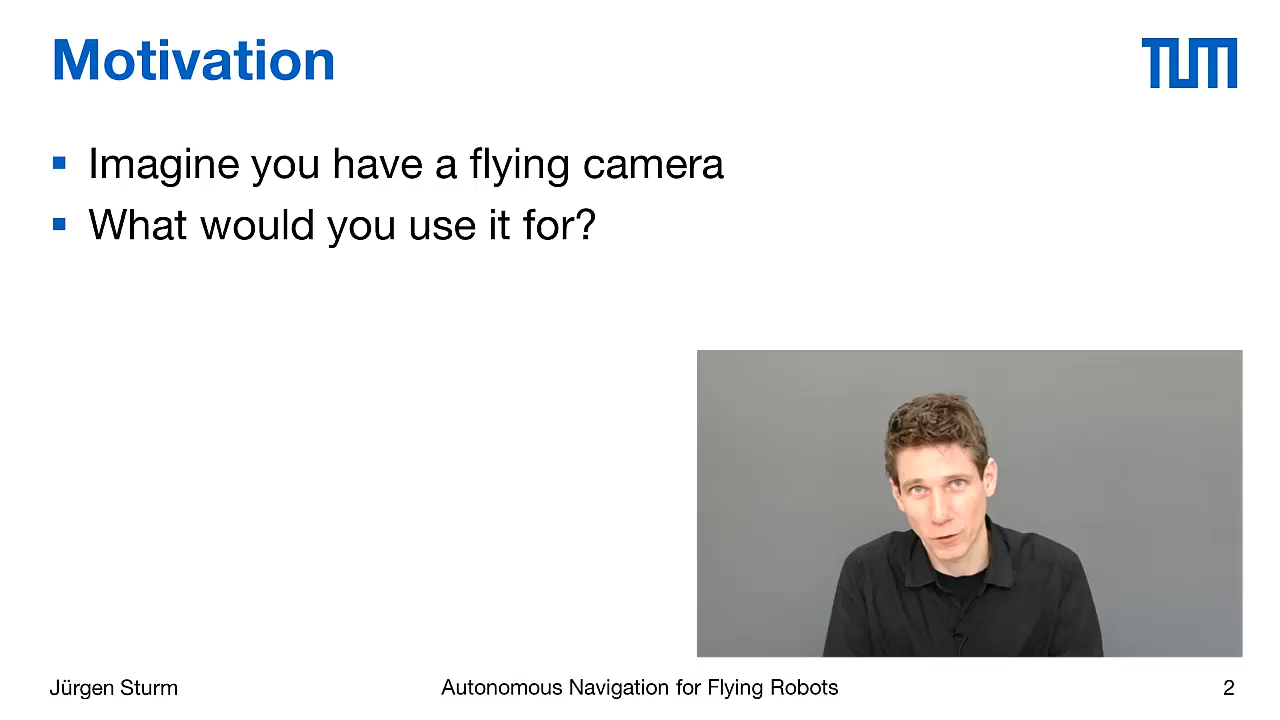 Motivation
TUM
Imagine you have a flying camera
What would you use it for?
Jürgen Sturm
Autonomous Navigation for Flying Robots
2